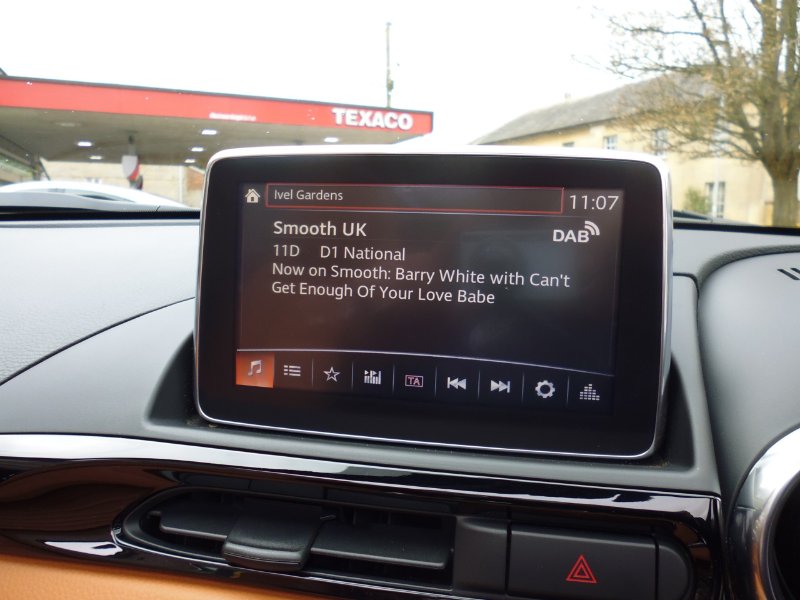 TEXACO
Ivel Gardens
11:07
Smooth UK
DAB
11D D1 National
Now on Smooth: Barry White with Can't
Get Enough Of Your Love Babe
TA